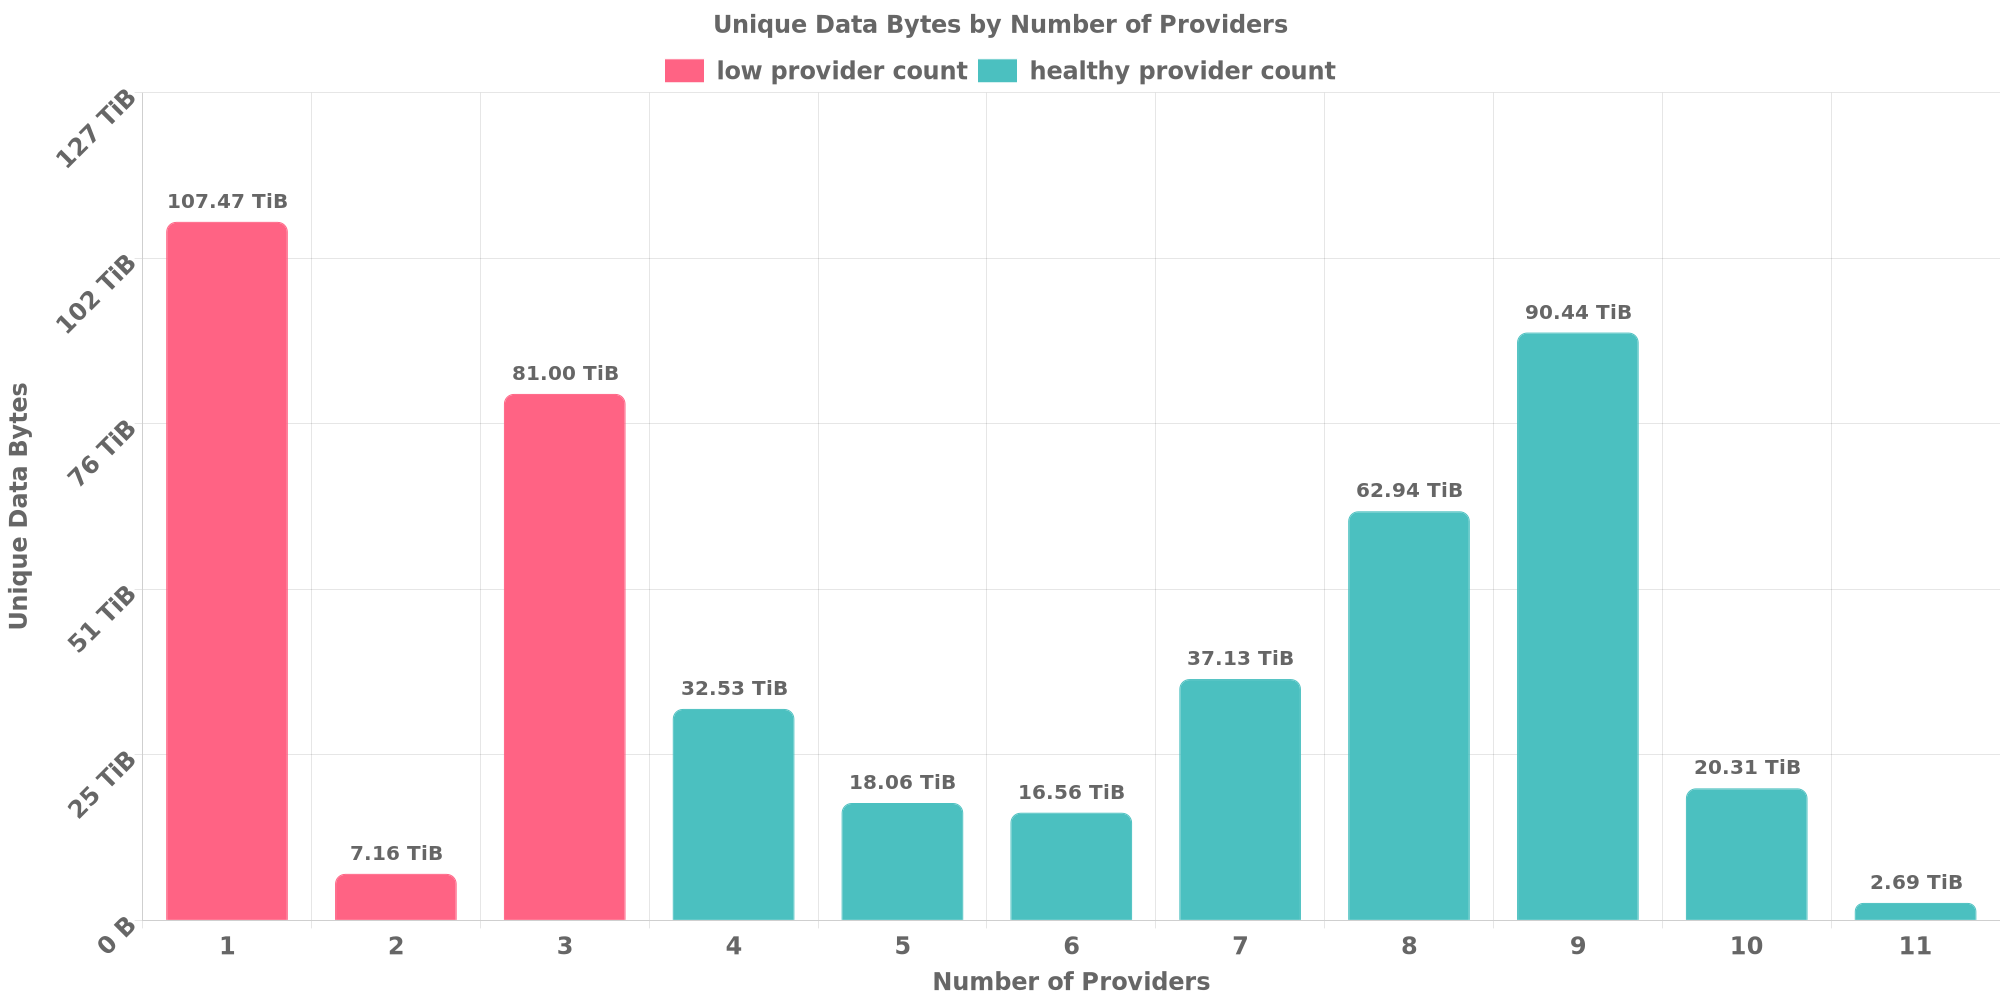 Unique Data Bytes by Number of Providers
low provider count healthy provider count
127 TiB
102 TiB
76 TiB
51 TiB
25 TiB
0 B
Unique Data Bytes
107.47 TiB
7.16 TiB
81.00 TiB
32.53 TiB
18.06 TiB
16.56 TiB
37.13 TiB
62.94 TiB
90.44 TiB
20.31 TiB
2.69 TiB
1 2 3 4 5 6 7 8 9 10 11
Number of Providers